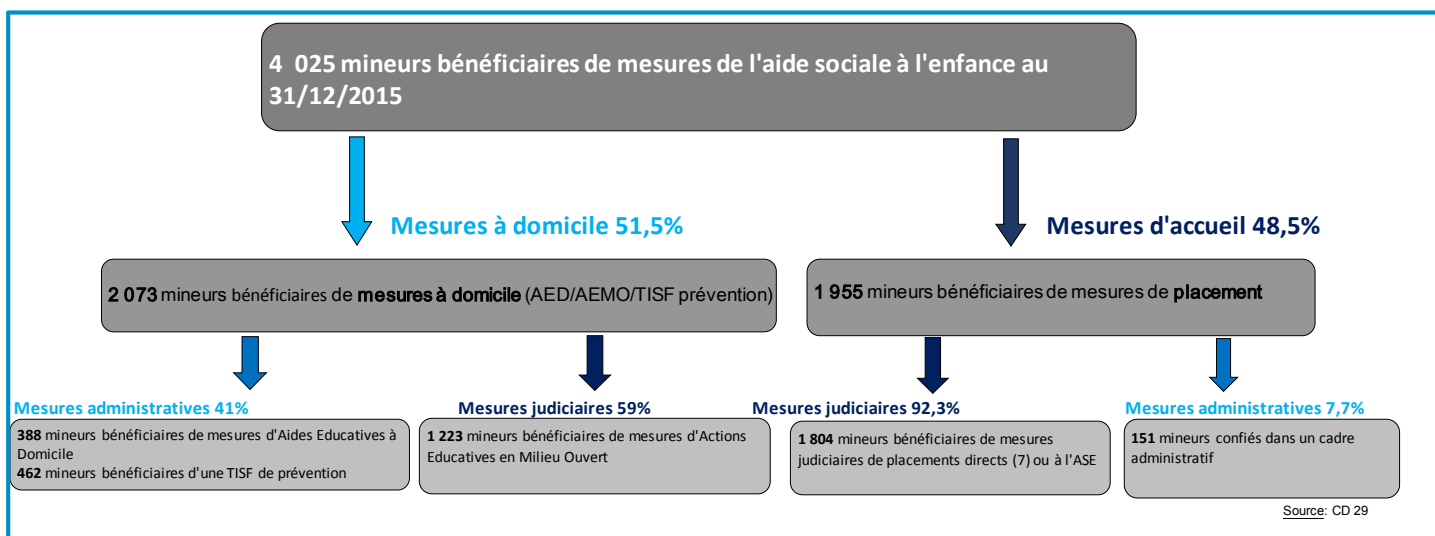 4 025 mineurs bénéficiaires de mesures de l'aide sociale à l'enfance au
31/12/2015
Mesures à domicile 51,5%
Mesures d'accueil 48,5%
2 073 mineurs bénéficiaires de mesures à domicile (AED/AEMO/TISF prévention)
1 955 mineurs bénéficiaires de mesures de placement
Mesures administratives 41%
388 mineurs bénéficiaires de mesures d'Aides Educatives à
Domicile
462 mineurs bénéficiaires d'une TISF de prévention
Mesures judiciaires 59%
1 223 mineurs bénéficiaires de mesures d'Actions
Educatives en Milieu Ouvert
Mesures judiciaires 92,3%
1 804 mineurs bénéficiaires de mesures
judiciaires de placements directs (7) ou à l'ASE
Mesures administratives 7,7%
151 mineurs confiés dans un cadre
administratif
Source: CD 29